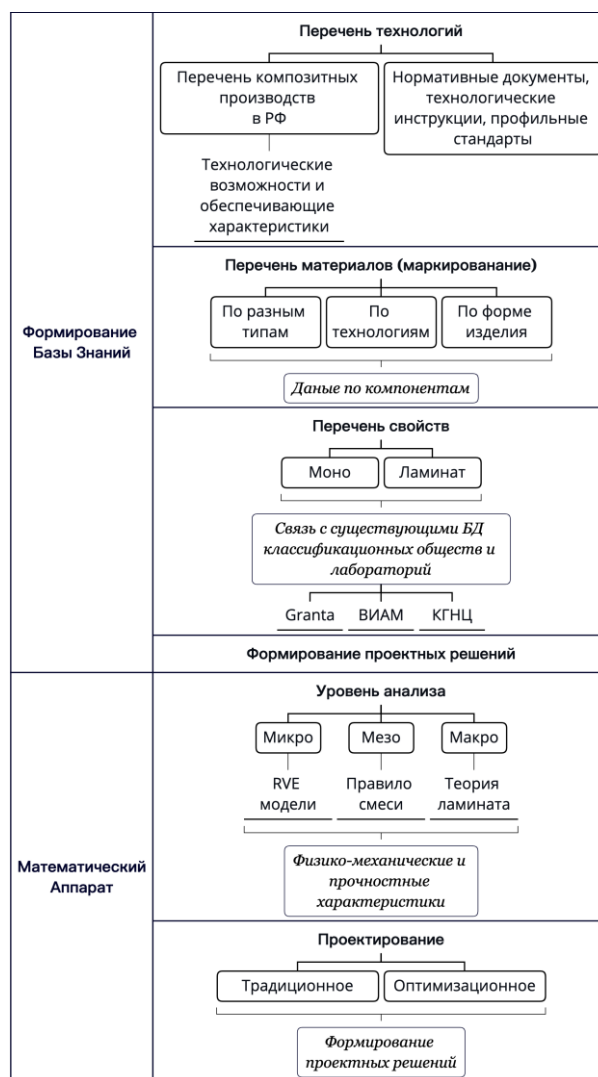 Перечень технологий
Перечень композитных
производств
в РФ
Нормативные документы,
технологические
инструкции, профильные
стандарты
Технологические
возможности и
обеспечивающие
характеристики
Формирование
Базы Знаний
Перечень материалов (маркированание)
По разным
типам
По
технологиям
По форме
изделия
Даные по компонентам
Перечень свойств
Моно
Ламинат
Связь с существующими БД
классификационных обществ и
лабораторий
Granta
ВИАМ
КГНЦ
Формирование проектных решений
Математический
Аппарат
Уровень анализа
Микро
Мезо
Макро
RVE
модели
Правило
смеси
Теория
ламината
Физико-механические и
прочностные
характеристики
Проектирование
Традиционное
Оптимизационное
Формирование
проектных решений